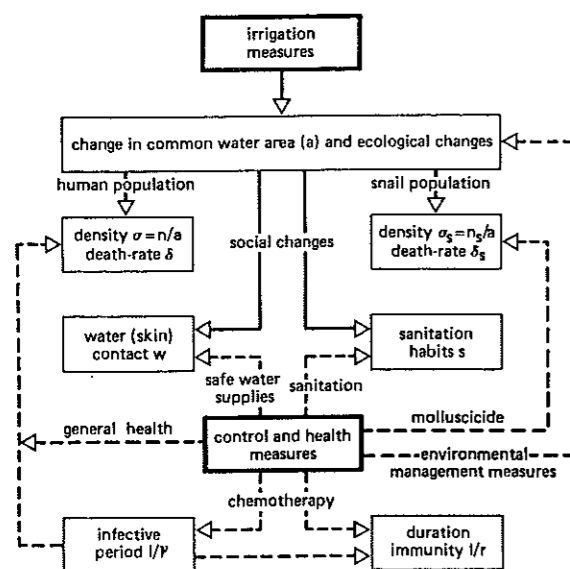 irrigation
measures
change in common water area (a) and ecological changes
human population
snail population
density σ=n/a
death-rate δ
social changes
density σₛ=nₛ/a
death-rate δₛ
water (skin)
contact w
sanitation
habits s
safe water
supplies
sanitation
general health
control and health
measures
molluscicide
environmental
management measures
chemotherapy
infective
period l/γ
duration
immunity l/r